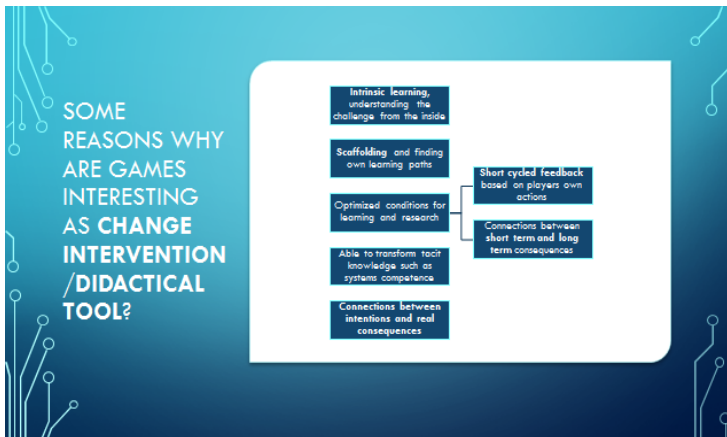 SOME
REASONS WHY
ARE GAMES
INTERESTING
AS CHANGE
INTERVENTION
/DIDACTICAL
TOOL?
Intrinsic learning,
understanding the
challenge from the inside
Scaffolding and finding
own learning paths
Optimized conditions for
learning and research
Short cycled feedback
based on players own
actions
Connections between
short term and long
term consequences
Able to transform tacit
knowledge such as
systems competence
Connections between
intentions and real
consequences